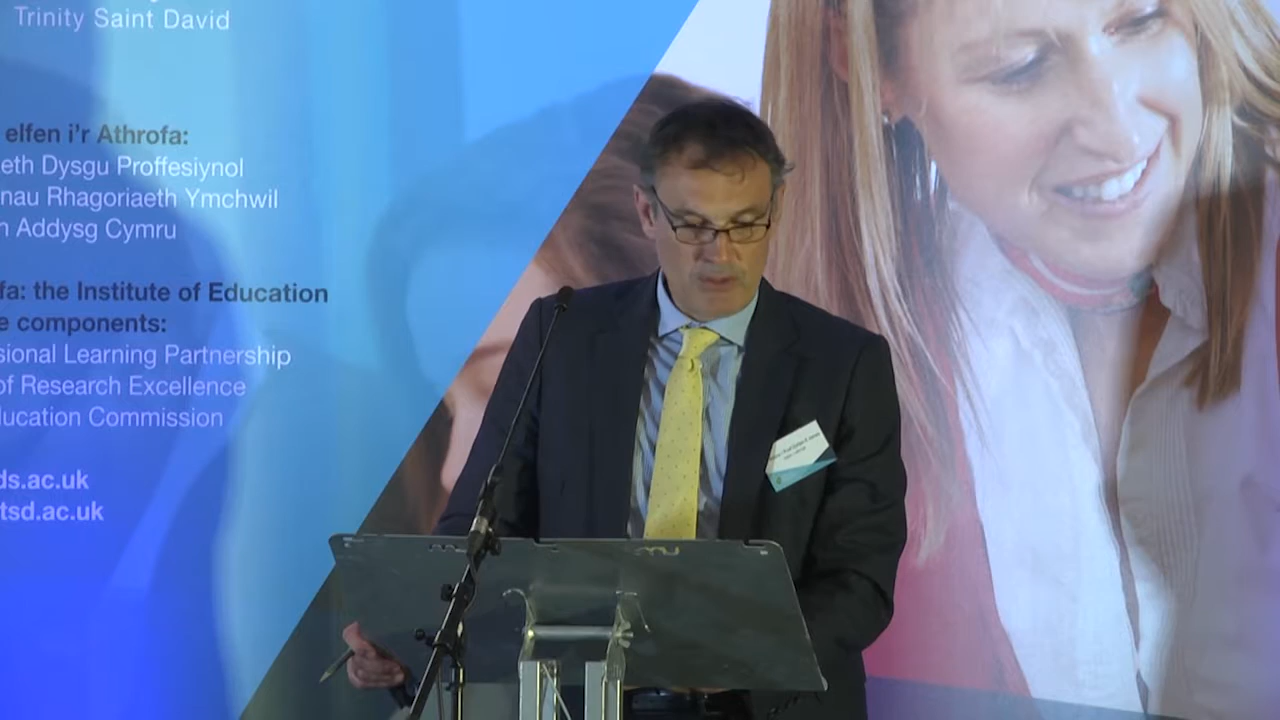 Trinity Saint David
elfen i'r Athrofa:
eth Dysgu Proffesiynol
nau Rhagoriaeth Ymchwil
n Addysg Cymru
fa: the Institute of Education
e components:
sional Learning Partnership
of Research Excellence
ducation Commission
ds.ac.uk
tsd.ac.uk